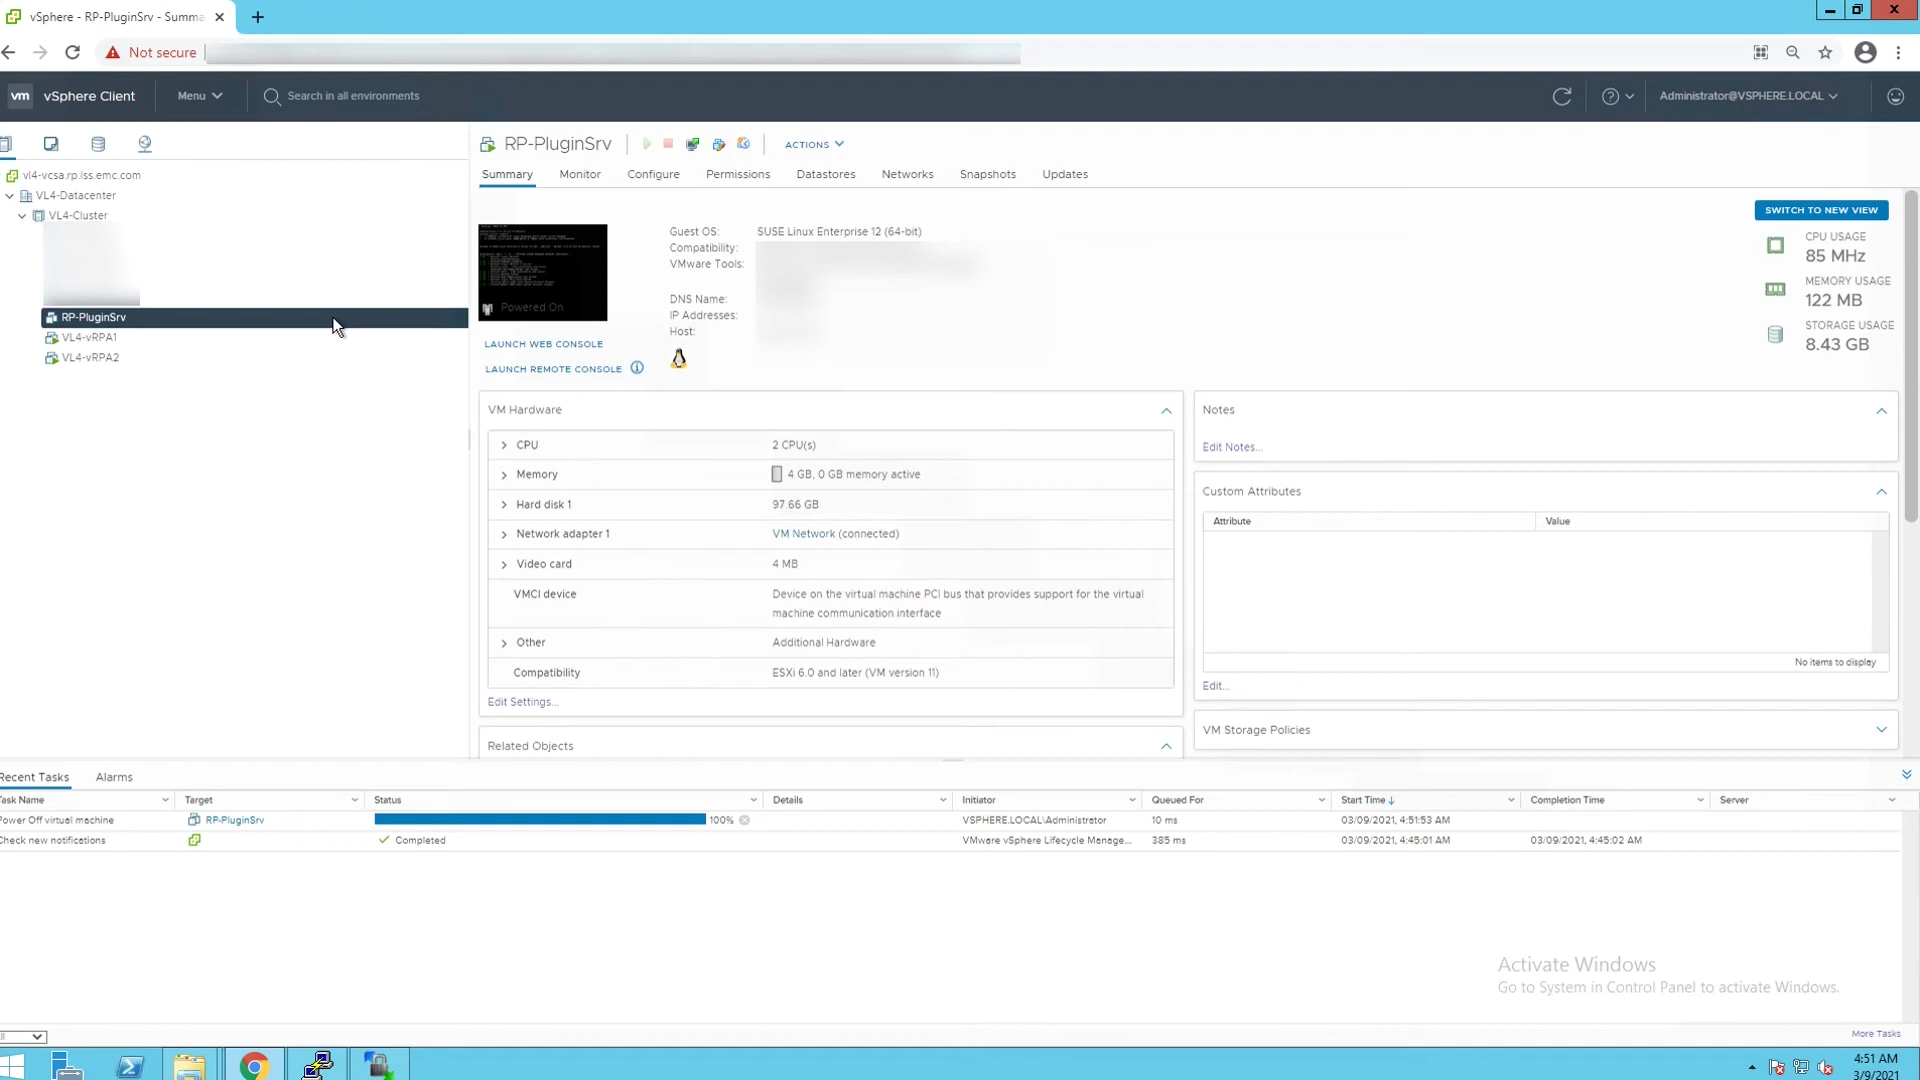 vSphere - RP-PluginSrv - Summa
Not secure
vm vSphere Client Menu Search in all environments Administrator@VSPHERE.LOCAL
RP-PluginSrv ACTIONS
Summary Monitor Configure Permissions Datastores Networks Snapshots Updates
vl4-vcsa.rp.lss.emc.com
VL4-Datacenter
VL4-Cluster
RP-PluginSrv
VL4-vRPA1
VL4-vRPA2
Powered On
LAUNCH WEB CONSOLE
LAUNCH REMOTE CONSOLE
Guest OS: SUSE Linux Enterprise 12 (64-bit)
Compatibility:
VMware Tools:
DNS Name:
IP Addresses:
Host:
SWITCH TO NEW VIEW
CPU USAGE
85 MHz
MEMORY USAGE
122 MB
STORAGE USAGE
8.43 GB
VM Hardware
CPU 2 CPU(s)
Memory 4 GB, 0 GB memory active
Hard disk 1 97.66 GB
Network adapter 1 VM Network (connected)
Video card 4 MB
VMCI device Device on the virtual machine PCI bus that provides support for the virtual
machine communication interface
Other Additional Hardware
Compatibility ESXi 6.0 and later (VM version 11)
Edit Settings...
Related Objects
Notes
Edit Notes...
Custom Attributes
Attribute Value
No items to display
Edit...
VM Storage Policies
Recent Tasks Alarms
Task Name Target Status Details Initiator Queued For Start Time Completion Time Server
Power Off virtual machine RP-PluginSrv 100% VSPHERE.LOCAL\Administrator 10 ms 03/09/2021, 4:51:53 AM
Check new notifications Completed VMware vSphere Lifecycle Manage... 385 ms 03/09/2021, 4:45:01 AM 03/09/2021, 4:45:02 AM
Activate Windows
Go to System in Control Panel to activate Windows.
More Tasks
4:51 AM
3/9/2021